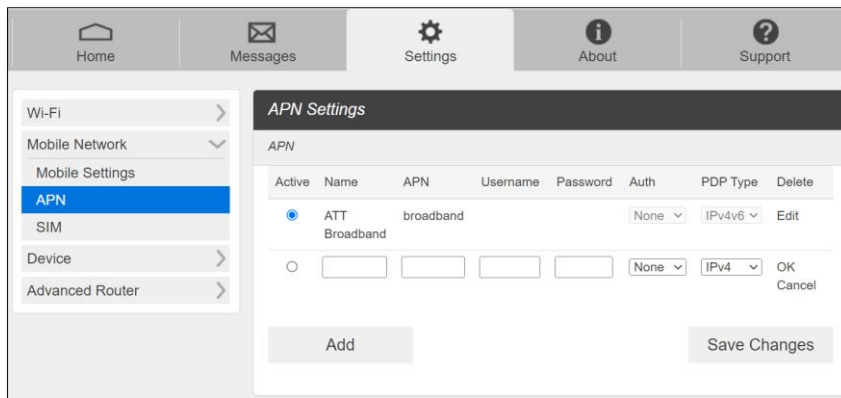 Home Messages Settings About Support
Wi-Fi
Mobile Network
Mobile Settings
APN
SIM
Device
Advanced Router
APN Settings
APN
Active Name APN Username Password Auth PDP Type Delete
ATT Broadband broadband None IPv4v6 Edit
None IPv4 OK
Cancel
Add Save Changes